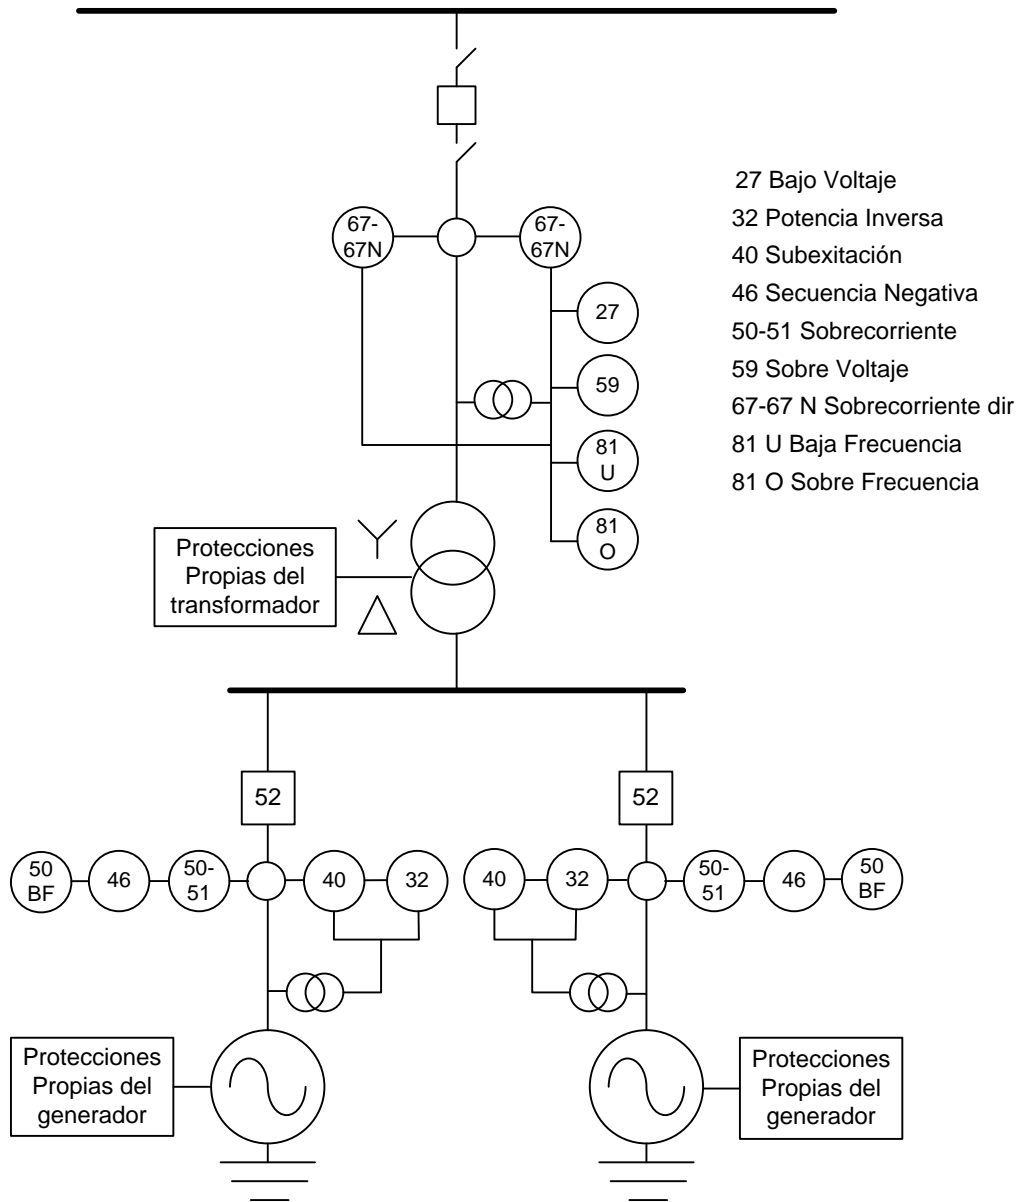 67-
67N
67-
67N
27
59
81
U
81
O
27 Bajo Voltaje
32 Potencia Inversa
40 Subexitación
46 Secuencia Negativa
50-51 Sobrecorriente
59 Sobre Voltaje
67-67 N Sobrecorriente dir
81 U Baja Frecuencia
81 O Sobre Frecuencia
Protecciones
Propias del
transformador
52
52
50
BF
46
50-
51
40
32
40
32
50-
51
46
50
BF
Protecciones
Propias del
generador
Protecciones
Propias del
generador